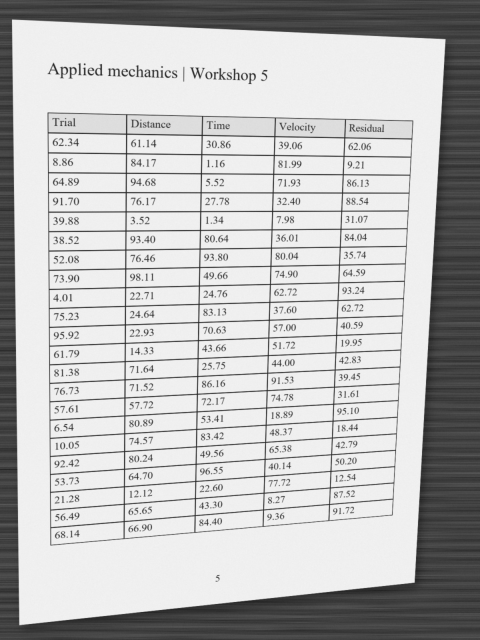 Applied mechanics | Workshop 5
Trial Distance Time Velocity Residual
62.34 61.14 30.86 39.06 62.06
8.86 84.17 1.16 81.99 9.21
64.89 94.68 5.52 71.93 86.13
91.70 76.17 27.78 32.40 88.54
39.88 3.52 1.34 7.98 31.07
38.52 93.40 80.64 36.01 84.04
52.08 76.46 93.80 80.04 35.74
73.90 98.11 49.66 74.90 64.59
4.01 22.71 24.76 62.72 93.24
75.23 24.64 83.13 37.60 62.72
95.92 22.93 70.63 57.00 40.59
61.79 14.33 43.66 51.72 19.95
81.38 71.64 25.75 44.00 42.83
76.73 71.52 86.16 91.53 39.45
57.61 57.72 72.17 74.78 31.61
6.54 80.89 53.41 18.89 95.10
10.05 74.57 83.42 48.37 18.44
92.42 80.24 49.56 65.38 42.79
53.73 64.70 96.55 40.14 50.20
21.28 12.12 22.60 77.72 12.54
56.49 65.65 43.30 8.27 87.52
68.14 66.90 84.40 9.36 91.72
5